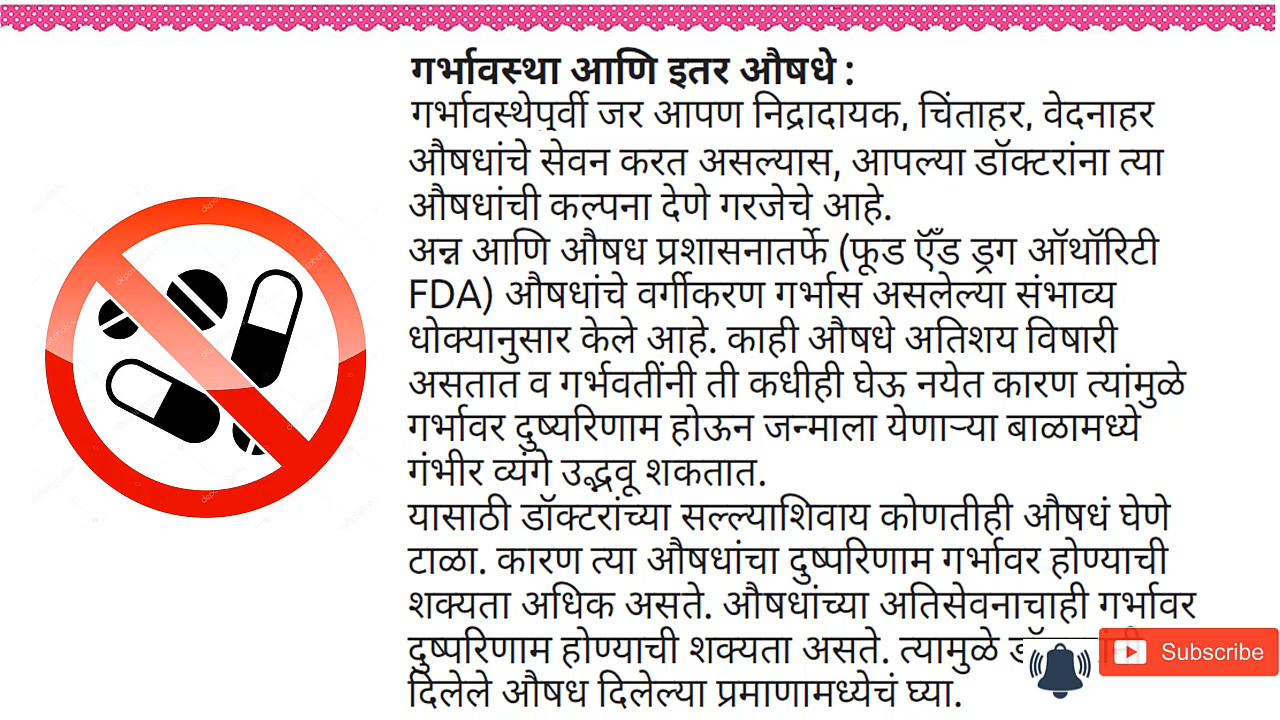 गर्भावस्था आणि इतर औषधे :
गर्भावस्थेपूर्वी जर आपण निद्रादायक, चिंताहर, वेदनाहर
औषधांचे सेवन करत असल्यास, आपल्या डॉक्टरांना त्या
औषधांची कल्पना देणे गरजेचे आहे.
अन्न आणि औषध प्रशासनातर्फे (फूड ऍँड ड्रग ऑथॉरिटी
FDA) औषधांचे वर्गीकरण गर्भास असलेल्या संभाव्य
धोक्यानुसार केले आहे. काही औषधे अतिशय विषारी
असतात व गर्भवतींनी ती कधीही घेऊ नयेत कारण त्यांमुळे
गर्भावर दुष्यरिणाम होऊन जन्माला येणाऱ्या बाळामध्ये
गंभीर व्यंगे उद्भवू शकतात.
यासाठी डॉक्टरांच्या सल्ल्याशिवाय कोणतीही औषधं घेणे
टाळा. कारण त्या औषधांचा दुष्परिणाम गर्भावर होण्याची
शक्यता अधिक असते. औषधांच्या अतिसेवनाचाही गर्भावर
दुष्परिणाम होण्याची शक्यता असते. त्यामुळे
Subscribe
दिलेले औषध दिलेल्या प्रमाणामध्येचं घ्या.